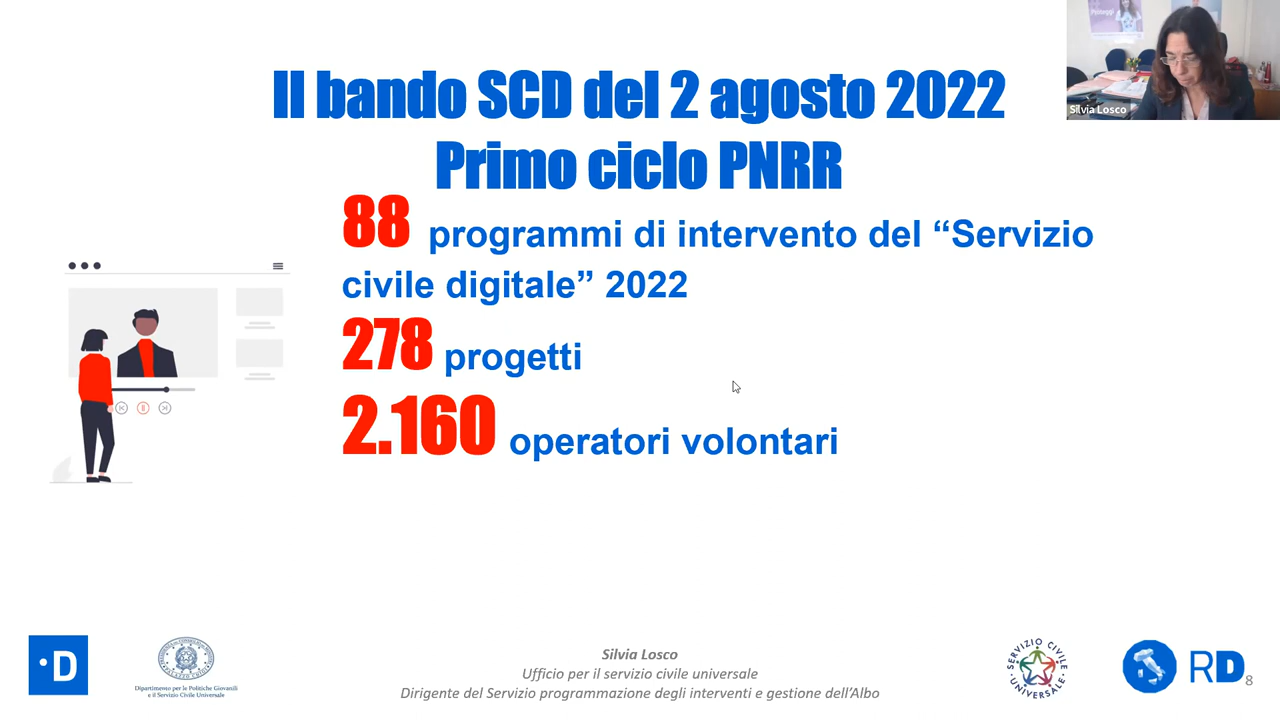 Il bando SCD del 2 agosto 2022
Primo ciclo PNRR
88 programmi di intervento del “Servizio
civile digitale” 2022
278 progetti
2.160 operatori volontari
Silvia Losco
D
Dipartimento per le Politiche Giovanili
e il Servizio Civile Universale
Silvia Losco
Ufficio per il servizio civile universale
Dirigente del Servizio programmazione degli interventi e gestione dell’Albo
SERVIZIO CIVILE
UNIVERSALE
RD
8